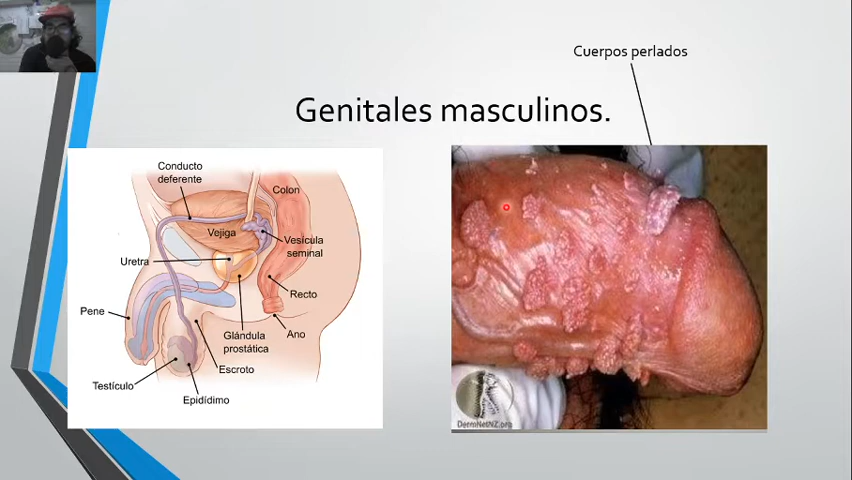 Cuerpos perlados
Genitales masculinos.
Conducto
deferente
Colon
Vejiga
Vesícula
seminal
Uretra
Recto
Pene
Ano
Glándula
prostática
Escroto
Testículo
Epidídimo
DermNetNZ.org